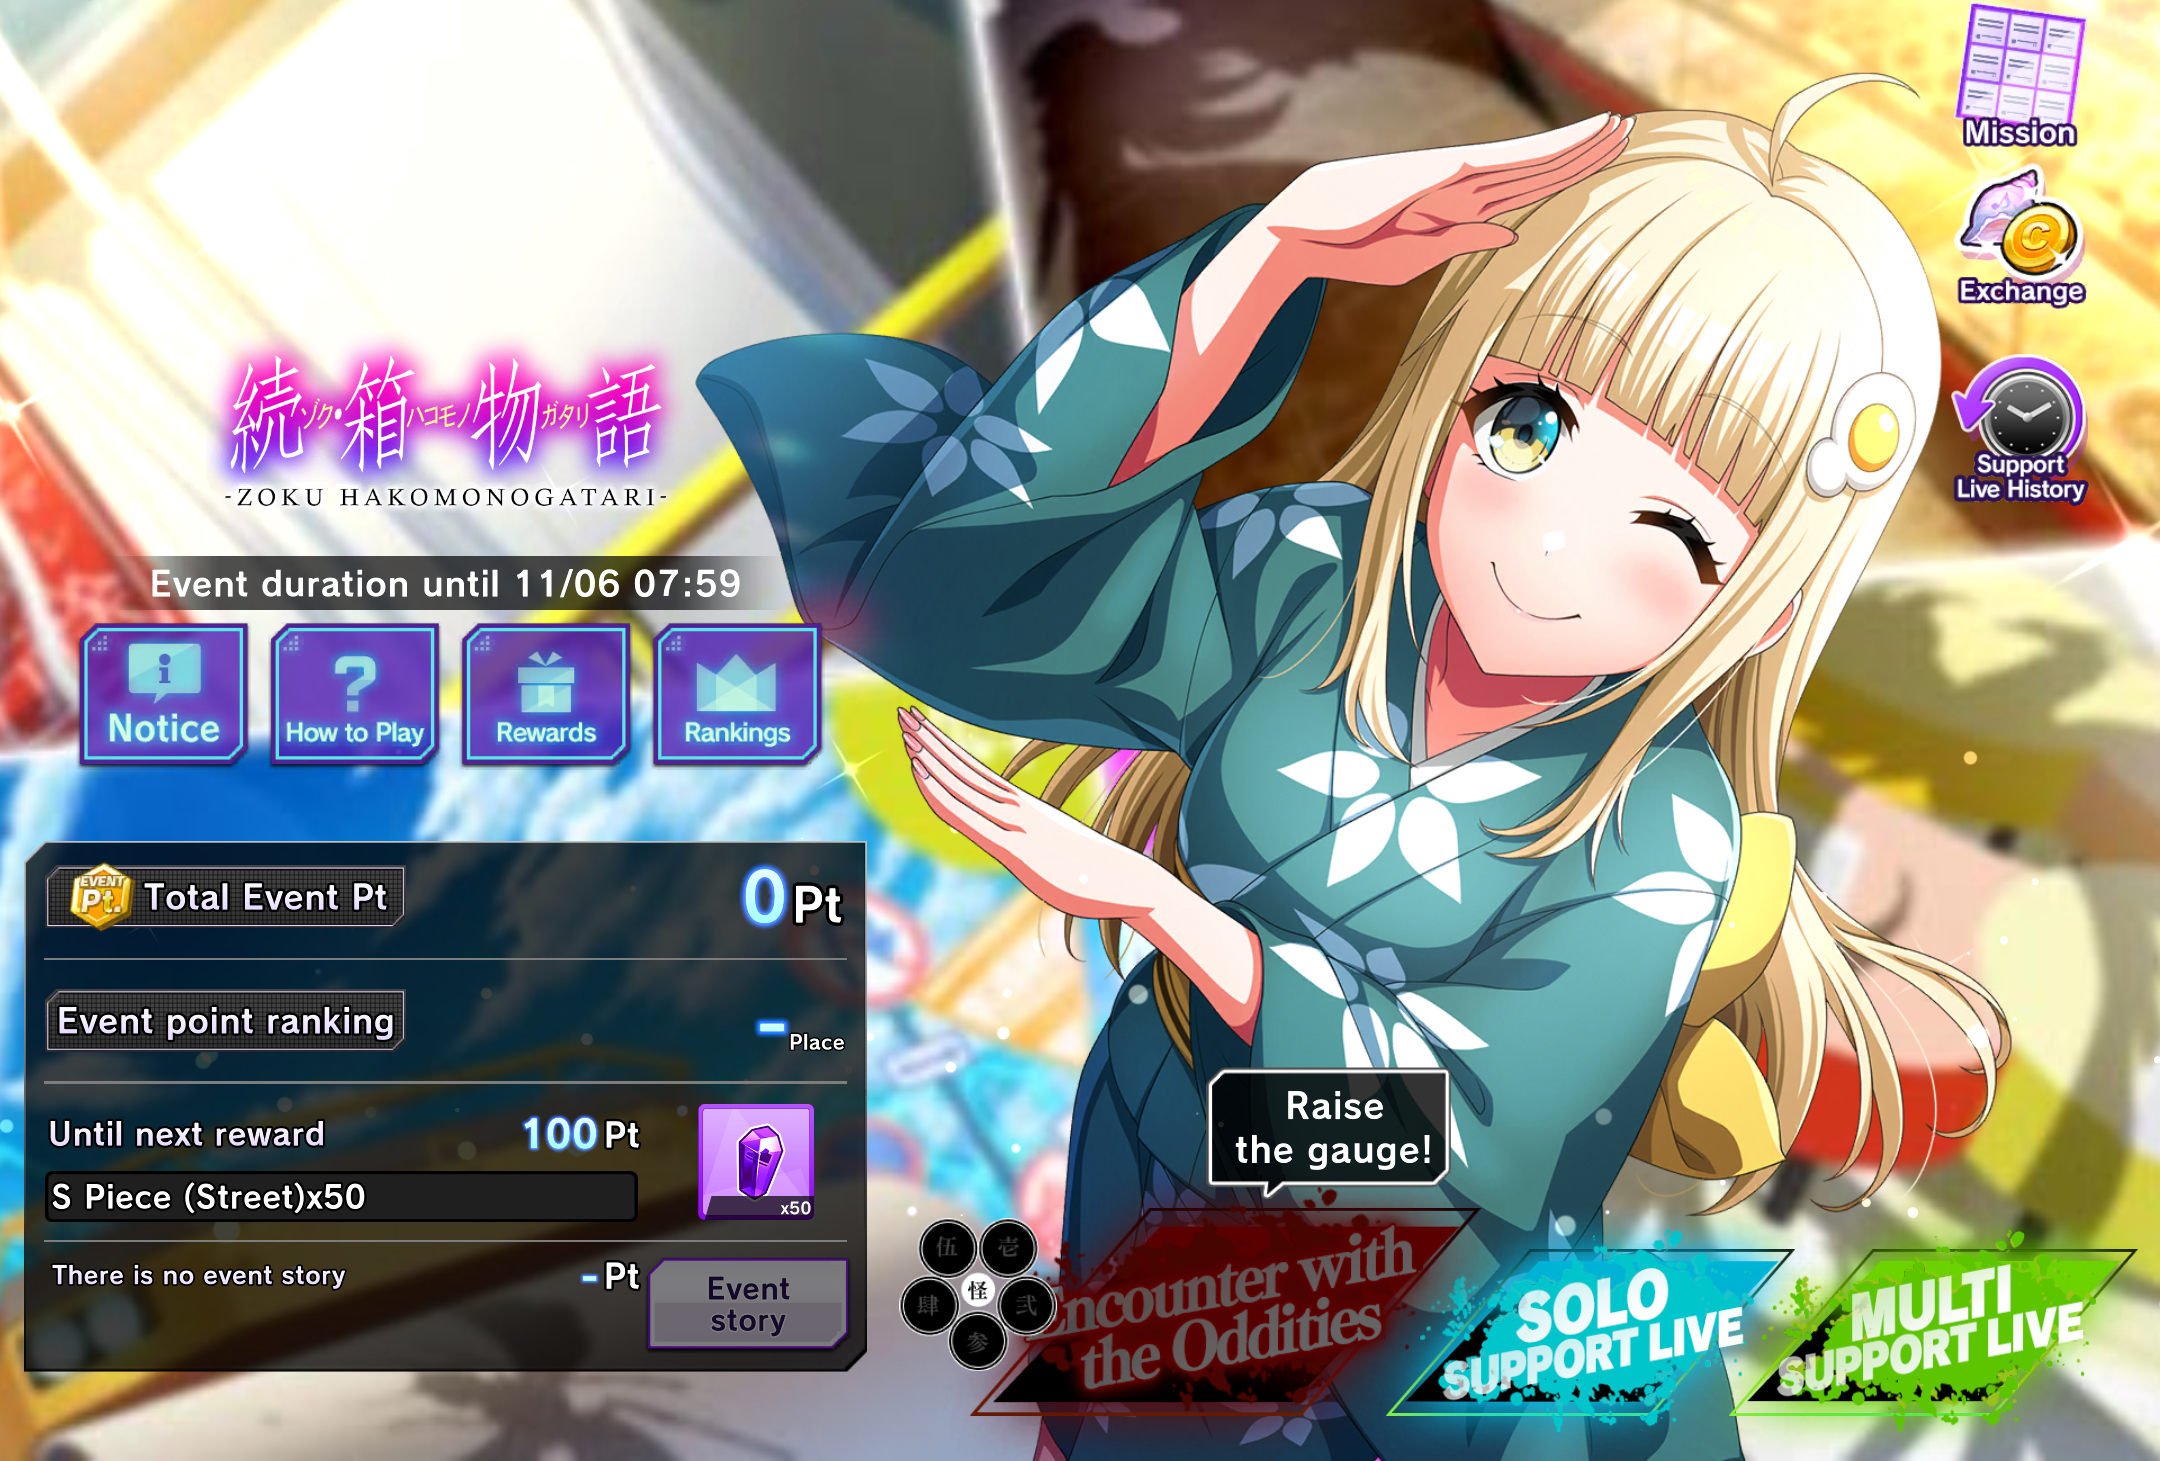 Mission
Exchange
Support
Live History
続ゾク・箱ハコモノ物ガタリ語
-ZOKU HAKOMONOGATARI-
Event duration until 11/06 07:59
Notice
How to Play
Rewards
Rankings
EVENT
Pt.
Total Event Pt
0Pt
Event point ranking
-Place
Until next reward
100 Pt
S Piece (Street)x50
x50
There is no event story
-Pt
Event
story
Raise
the gauge!
伍
壱
肆
怪
弐
参
Encounter with
the Oddities
SOLO
SUPPORT LIVE
MULTI
SUPPORT LIVE